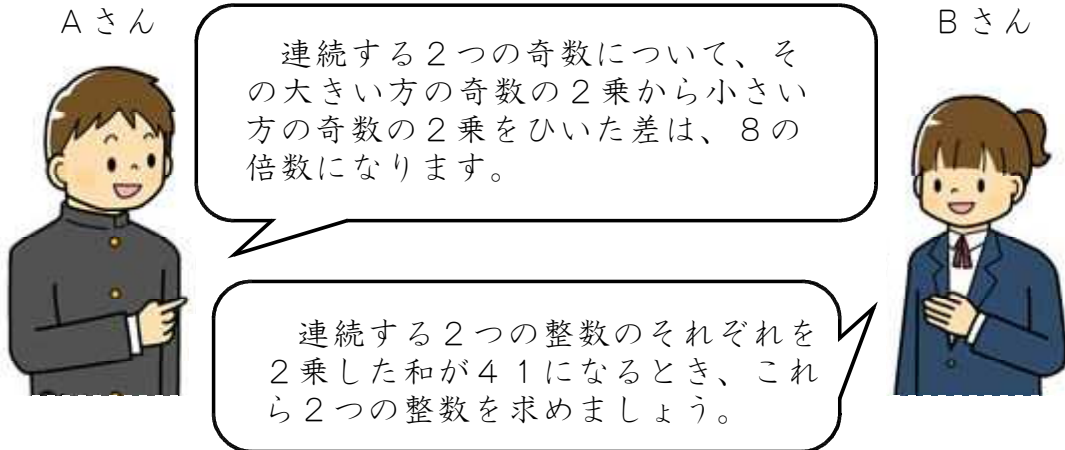 Aさん
Bさん
連続する2つの奇数について、そ
の大きい方の奇数の2乗から小さい
方の奇数の2乗をひいた差は、8の
倍数になります。
連続する2つの整数のそれぞれを
2乗した和が41になるとき、これ
ら2つの整数を求めましょう。